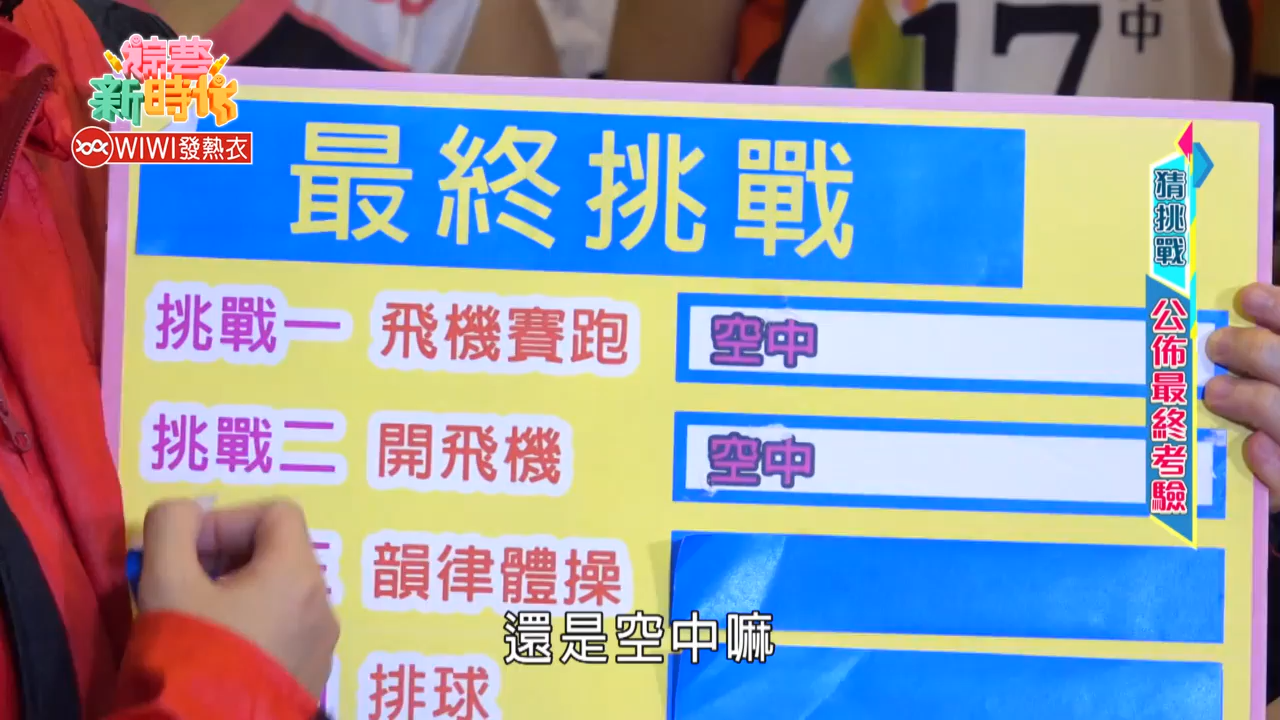 綜藝
新時代
WIWI發熱衣
17
中
最終挑戰
挑戰一 飛機賽跑 空中
挑戰二 開飛機 空中
韻律體操
排球
猜挑戰
公佈最終考驗
還是空中嘛